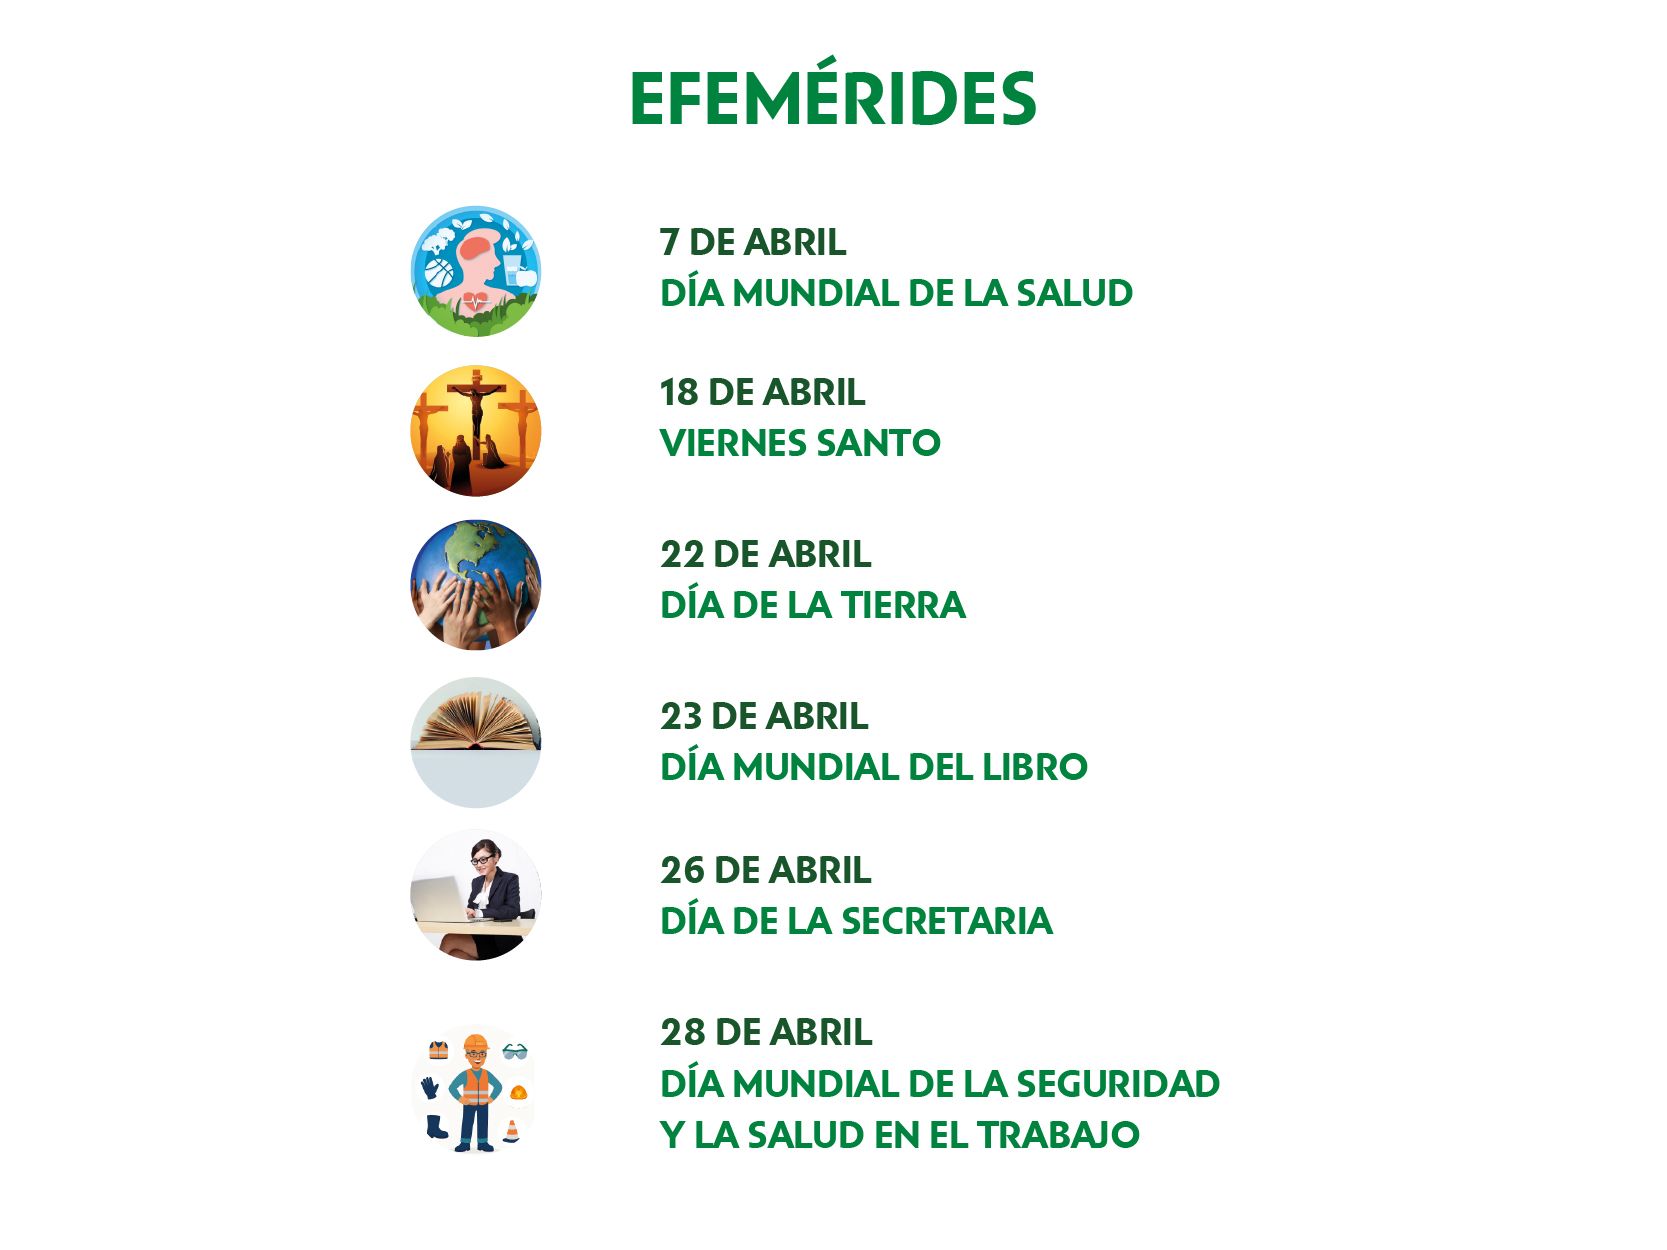 EFEMÉRIDES
7 DE ABRIL
DÍA MUNDIAL DE LA SALUD
18 DE ABRIL
VIERNES SANTO
22 DE ABRIL
DÍA DE LA TIERRA
23 DE ABRIL
DÍA MUNDIAL DEL LIBRO
26 DE ABRIL
DÍA DE LA SECRETARIA
28 DE ABRIL
DÍA MUNDIAL DE LA SEGURIDAD
Y LA SALUD EN EL TRABAJO